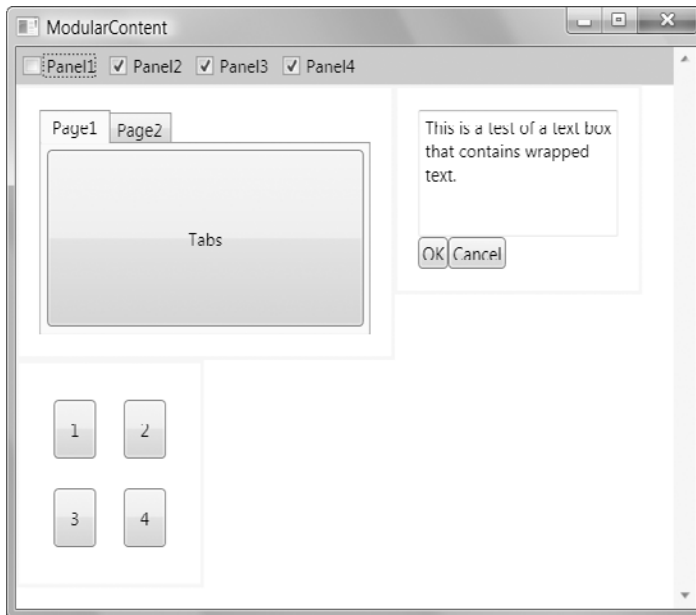 ModularContent
Panel1 Panel2 Panel3 Panel4
Page1 Page2
Tabs
This is a test of a text box
that contains wrapped
text.
OK Cancel
1 2
3 4